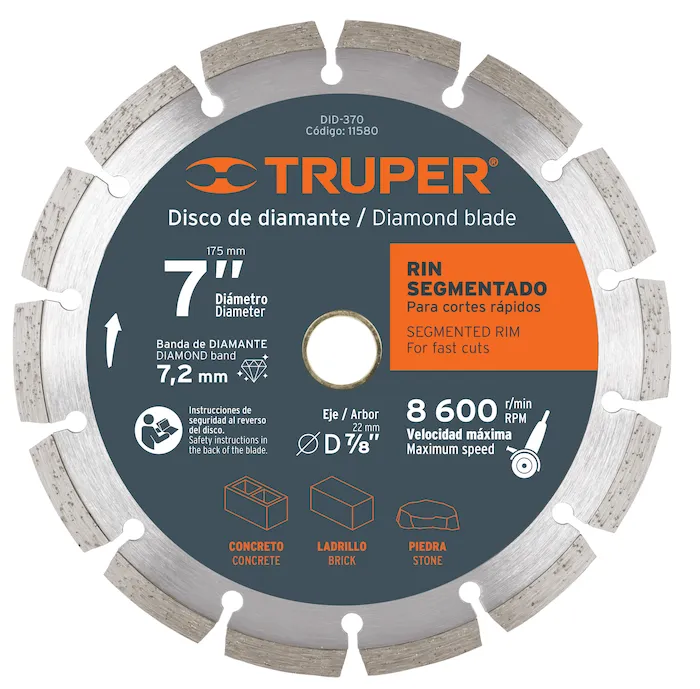 DID-370
Código: 11580
TRUPER®
Disco de diamante / Diamond blade
175 mm
7"
Diámetro
Diameter
Banda de DIAMANTE
DIAMOND band
7,2 mm
RIN
SEGMENTADO
Para cortes rápidos
SEGMENTED RIM
For fast cuts
Instrucciones de
seguridad al reverso
del disco.
Safety instructions in
the back of the blade.
Eje / Arbor
22 mm
∅ D 7/8"
8 600 r/min
RPM
Velocidad máxima
Maximum speed
CONCRETO
CONCRETE
LADRILLO
BRICK
PIEDRA
STONE